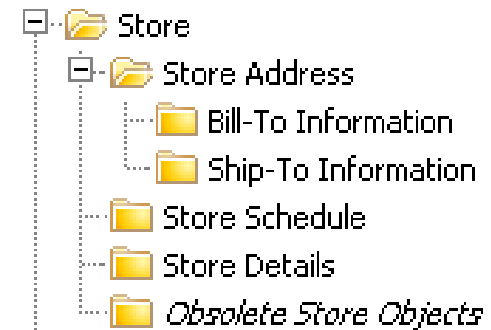 Store
Store Address
Bill-To Information
Ship-To Information
Store Schedule
Store Details
Obsolete Store Objects